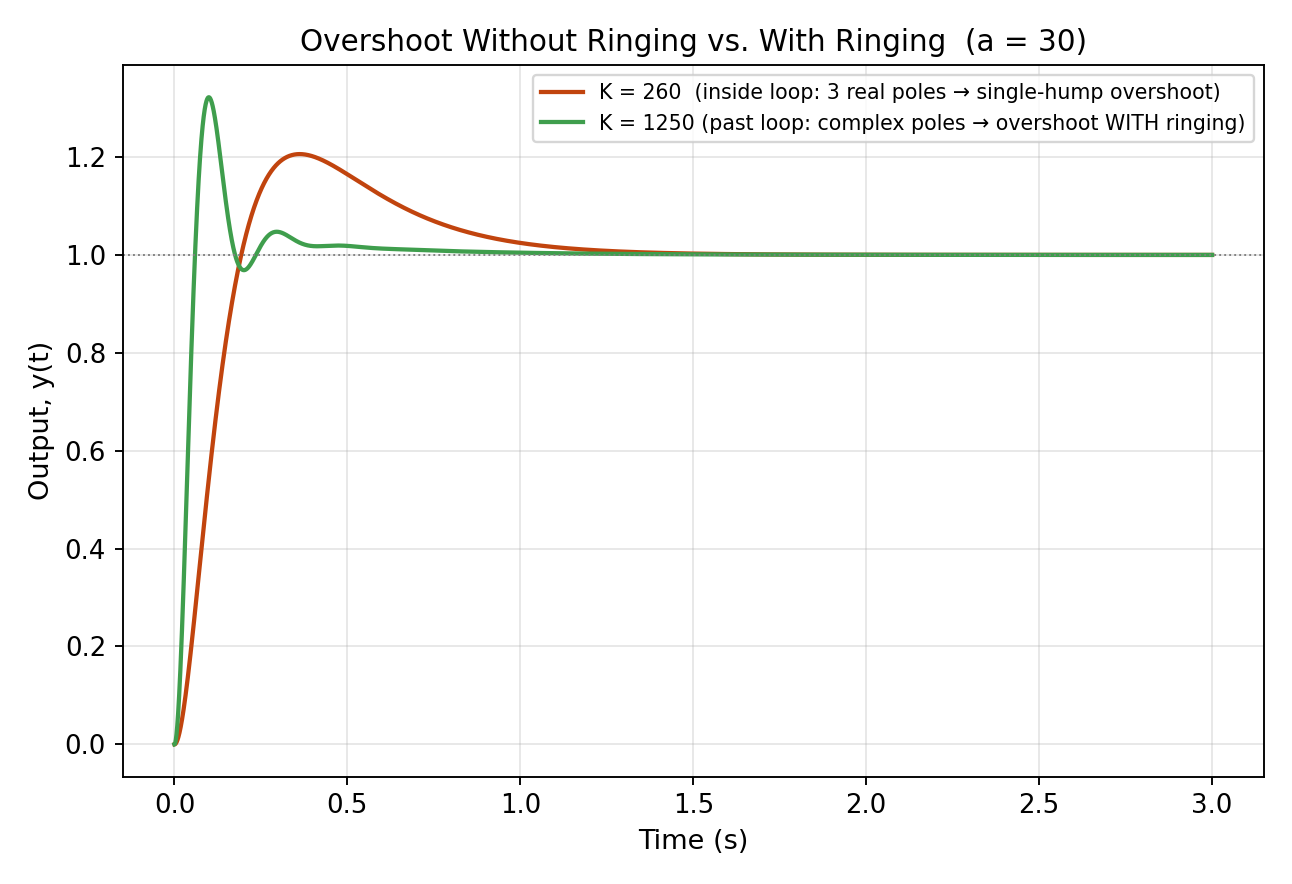 Overshoot Without Ringing vs. With Ringing  (a = 30)
K = 260  (inside loop: 3 real poles → single-hump overshoot)
K = 1250 (past loop: complex poles → overshoot WITH ringing)
Output, y(t)
1.2
1.0
0.8
0.6
0.4
0.2
0.0
0.0 0.5 1.0 1.5 2.0 2.5 3.0
Time (s)